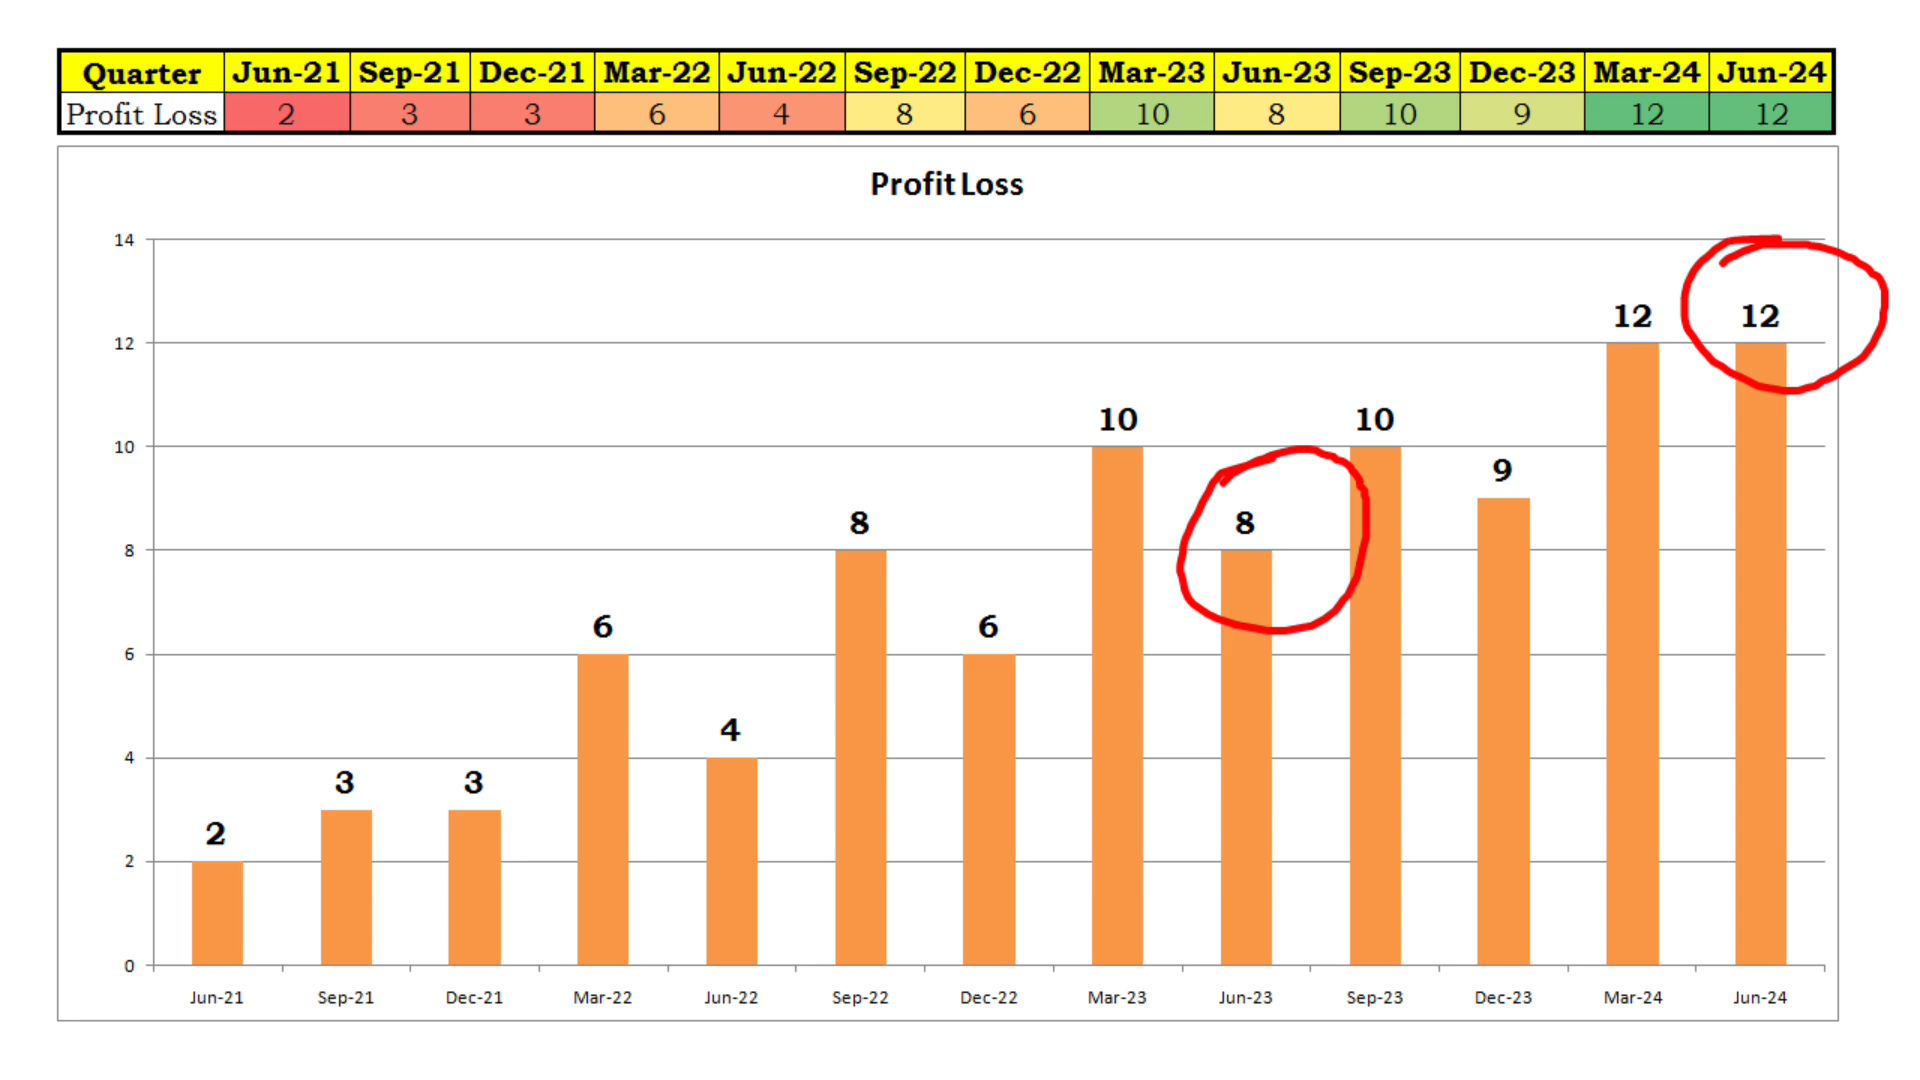 Quarter Jun-21 Sep-21 Dec-21 Mar-22 Jun-22 Sep-22 Dec-22 Mar-23 Jun-23 Sep-23 Dec-23 Mar-24 Jun-24
Profit Loss 2 3 3 6 4 8 6 10 8 10 9 12 12
Profit Loss
14
12
10
8
6
4
2
0
2 3 3 6 4 8 6 10 8 10 9 12 12
Jun-21 Sep-21 Dec-21 Mar-22 Jun-22 Sep-22 Dec-22 Mar-23 Jun-23 Sep-23 Dec-23 Mar-24 Jun-24